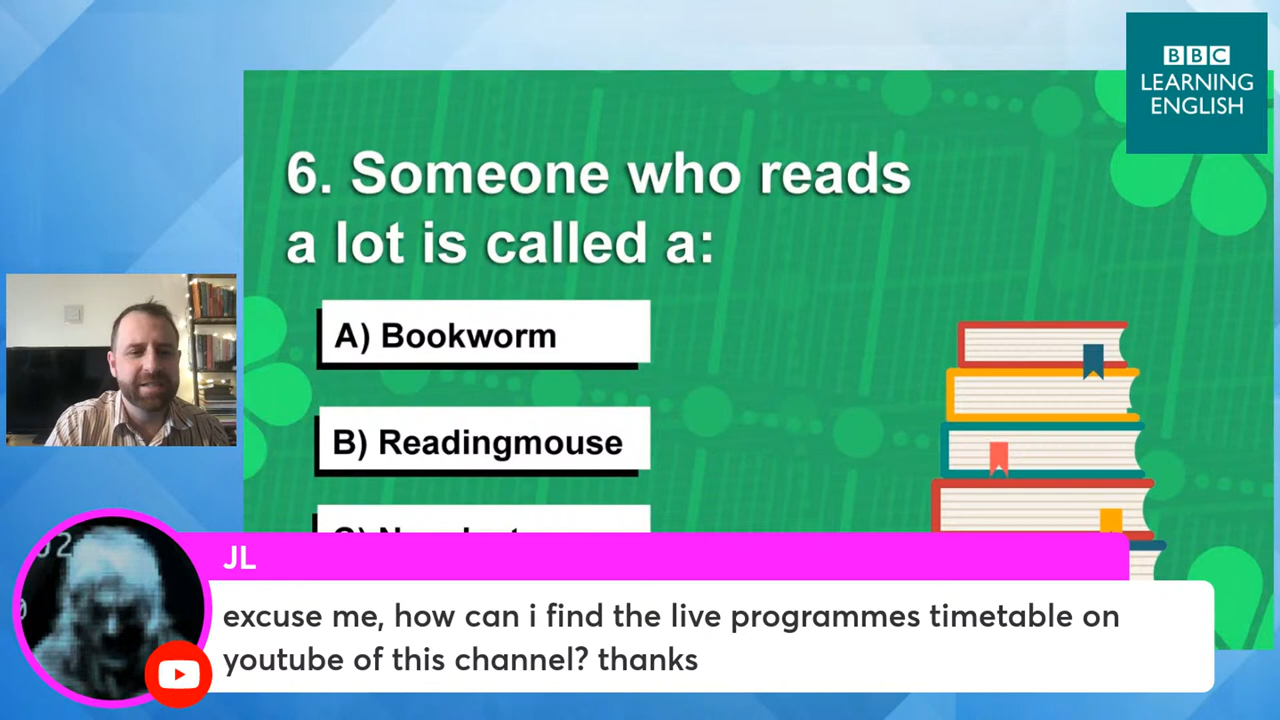 BBC
LEARNING
ENGLISH
6. Someone who reads
a lot is called a:
A) Bookworm
B) Readingmouse
JL
excuse me, how can i find the live programmes timetable on
youtube of this channel? thanks